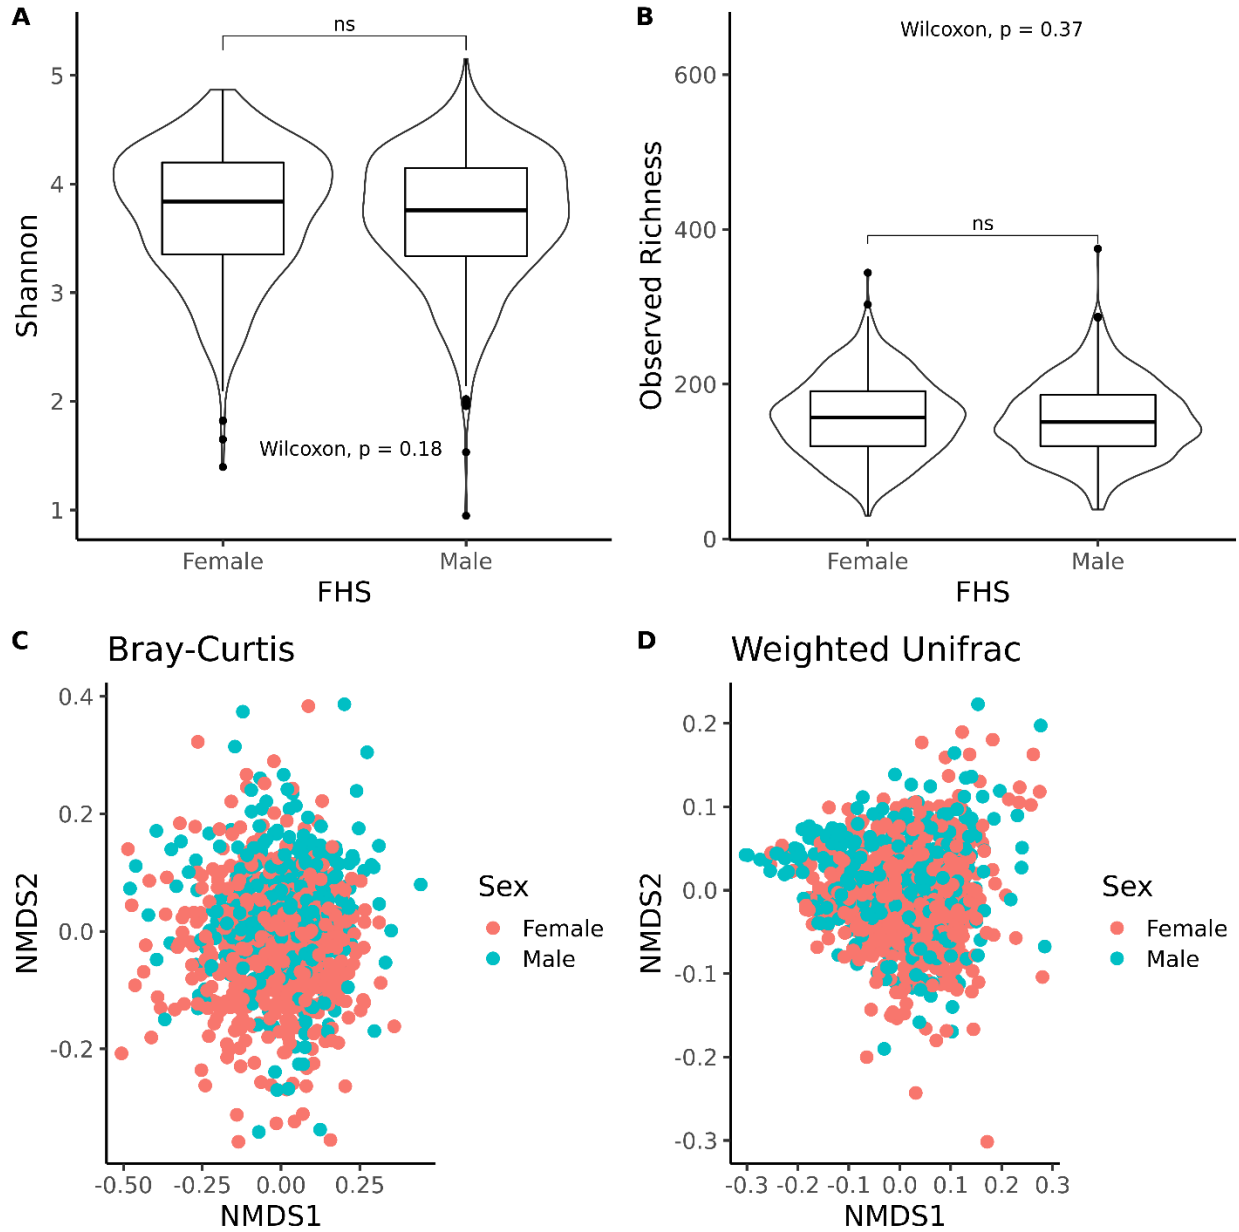 A
ns
5
4
3
2
1
Shannon
Wilcoxon, p = 0.18
Female
Male
FHS
B
Wilcoxon, p = 0.37
600
400
200
0
Observed Richness
ns
Female
Male
FHS
C
Bray-Curtis
0.4
0.2
0.0
-0.2
NMDS2
-0.50
-0.25
0.00
0.25
NMDS1
Sex
Female
Male
D
Weighted Unifrac
0.2
0.1
0.0
-0.1
-0.2
-0.3
NMDS2
-0.3
-0.2
-0.1
0.0
0.1
0.2
0.3
NMDS1
Sex
Female
Male